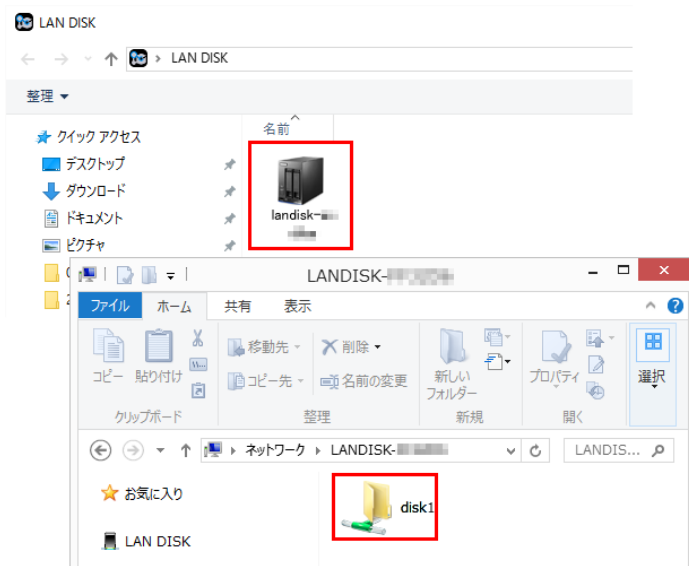 LAN DISK
LAN DISK
整理
名前
クイック アクセス
デスクトップ
ダウンロード
ドキュメント
ピクチャ
landisk-
LANDISK-
ファイル ホーム 共有 表示
コピー 貼り付け
移動先 削除
コピー先 名前の変更
新しい
フォルダー
プロパティ
選択
クリップボード 整理 新規 開く
ネットワーク LANDISK-
LANDIS...
お気に入り
disk1
LAN DISK